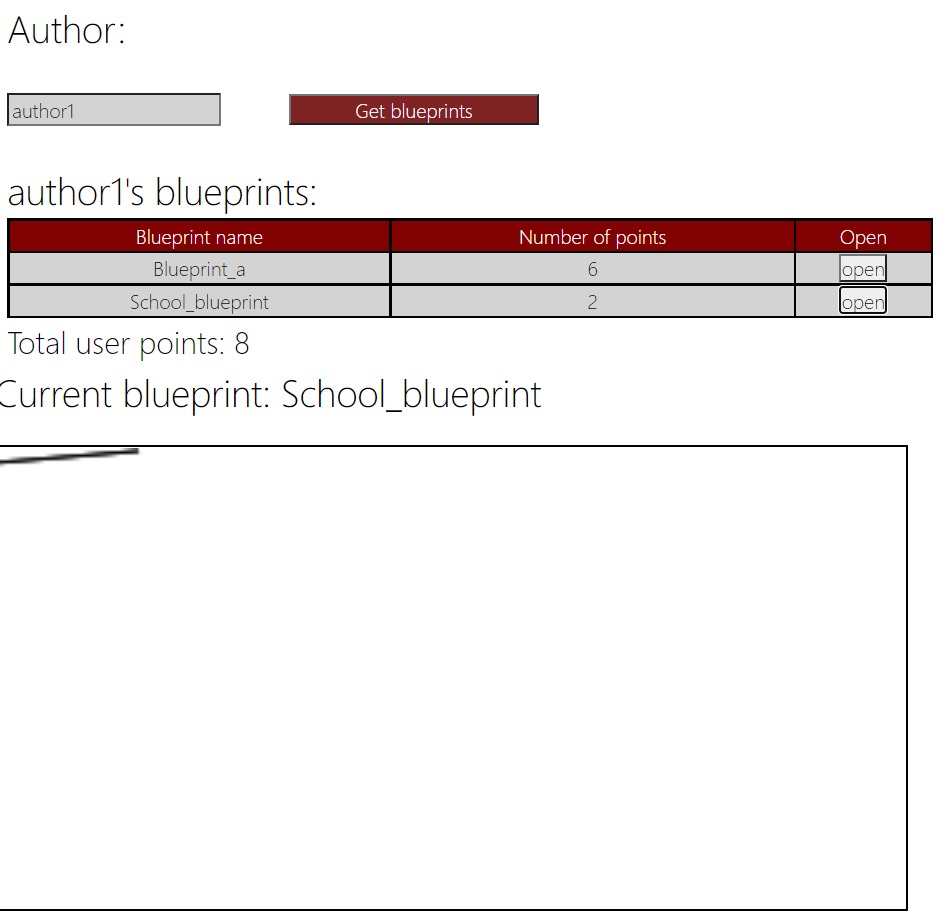 Author:
author1
Get blueprints
author1's blueprints:
Blueprint name Number of points Open
Blueprint_a 6 open
School_blueprint 2 open
Total user points: 8
Current blueprint: School_blueprint